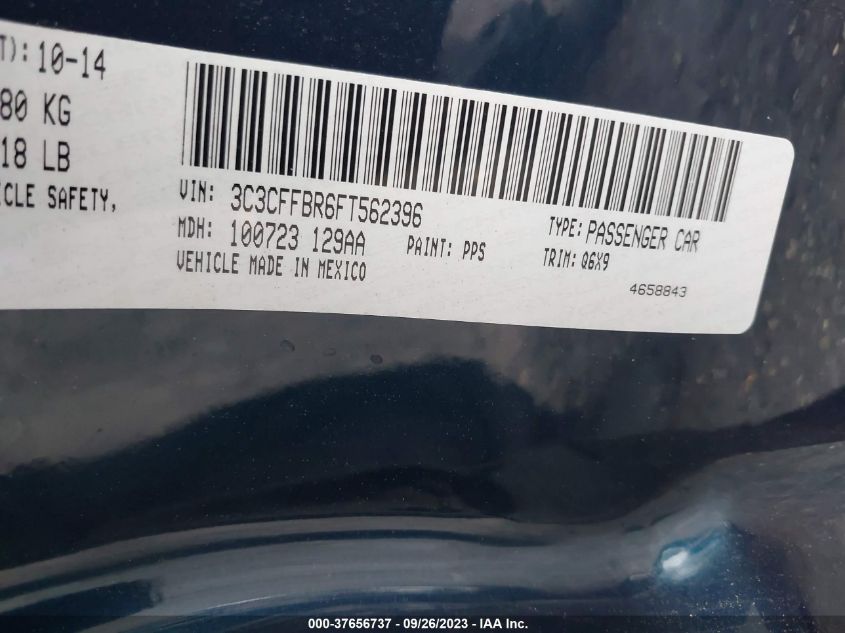 T): 10-14
80 KG
18 LB
ICLE SAFETY,
VIN: 3C3CFFBR6FT562396
MDH: 100723 129AA PAINT: PPS
VEHICLE MADE IN MEXICO
TYPE: PASSENGER CAR
TRIM: Q6X9
4658843
000-37656737 - 09/26/2023 - IAA Inc.